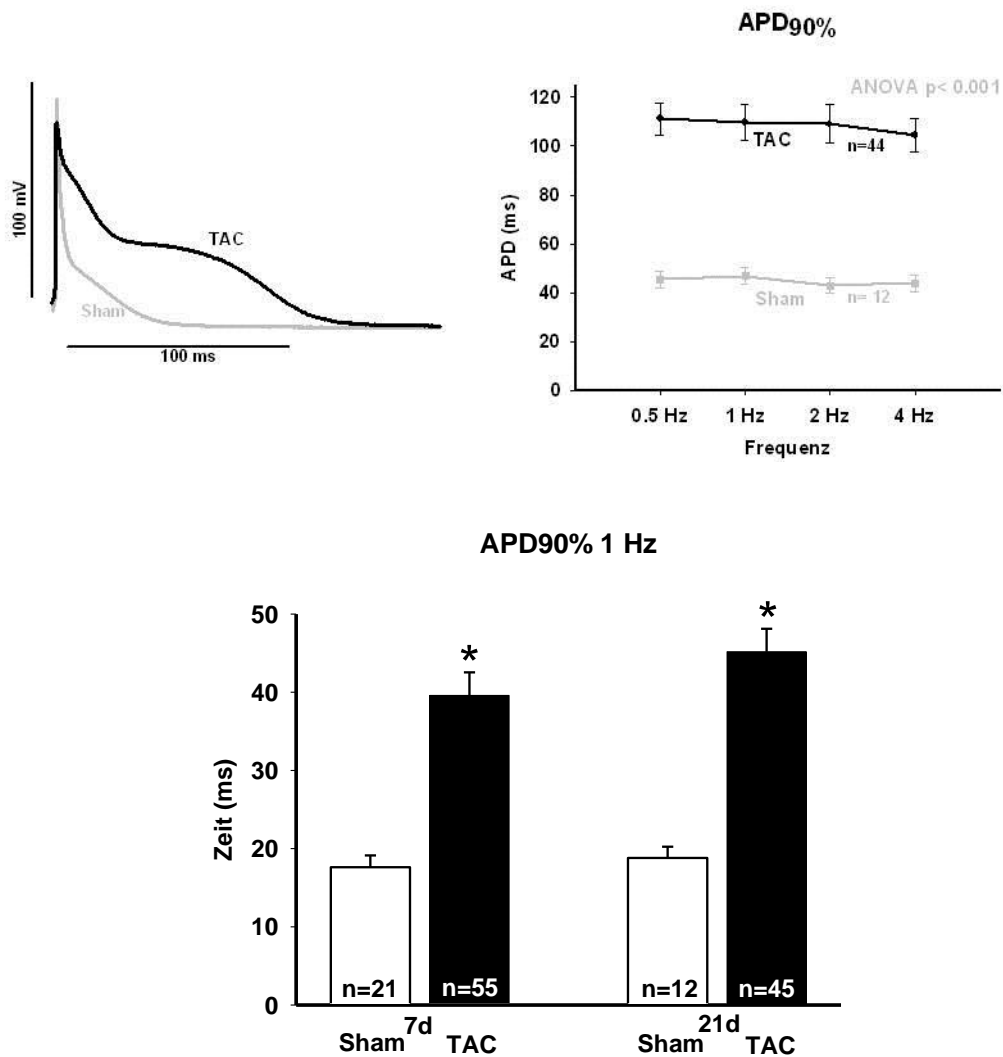 100 mV
TAC
Sham
100 ms
APD90%
ANOVA p< 0.001
120
100
80
60
40
20
0
APD (ms)
TAC
n=44
Sham
n= 12
0.5 Hz 1 Hz 2 Hz 4 Hz
Frequenz
APD90% 1 Hz
50
40
30
20
10
0
Zeit (ms)
* *
n=21 n=55 n=12 n=45
7d 21d
Sham TAC Sham TAC